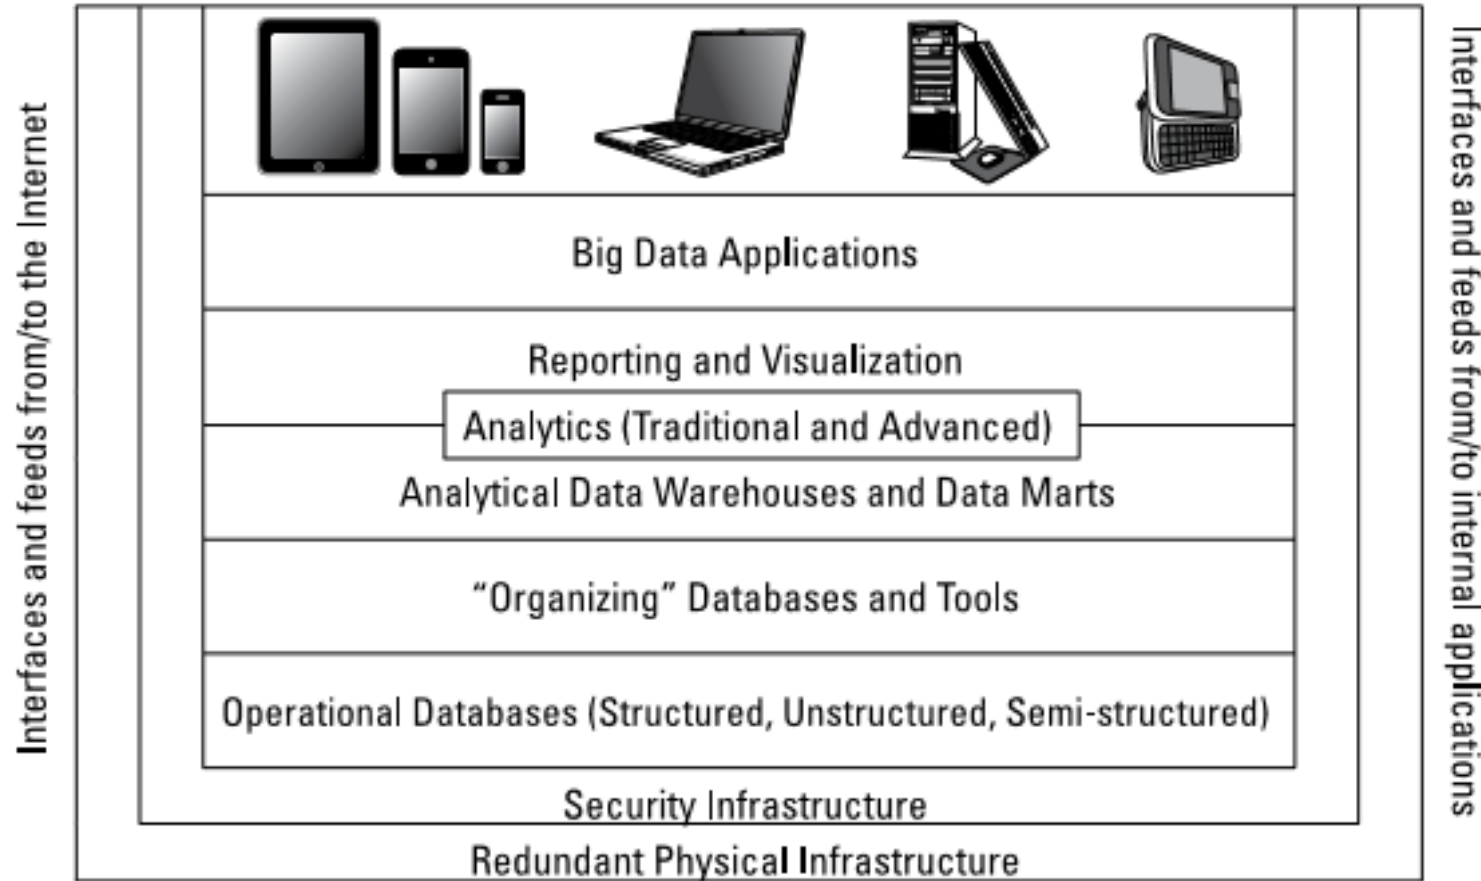 Interfaces and feeds from/to the Internet
Big Data Applications
Reporting and Visualization
Analytics (Traditional and Advanced)
Analytical Data Warehouses and Data Marts
“Organizing” Databases and Tools
Operational Databases (Structured, Unstructured, Semi-structured)
Security Infrastructure
Redundant Physical Infrastructure
Interfaces and feeds from/to internal applications